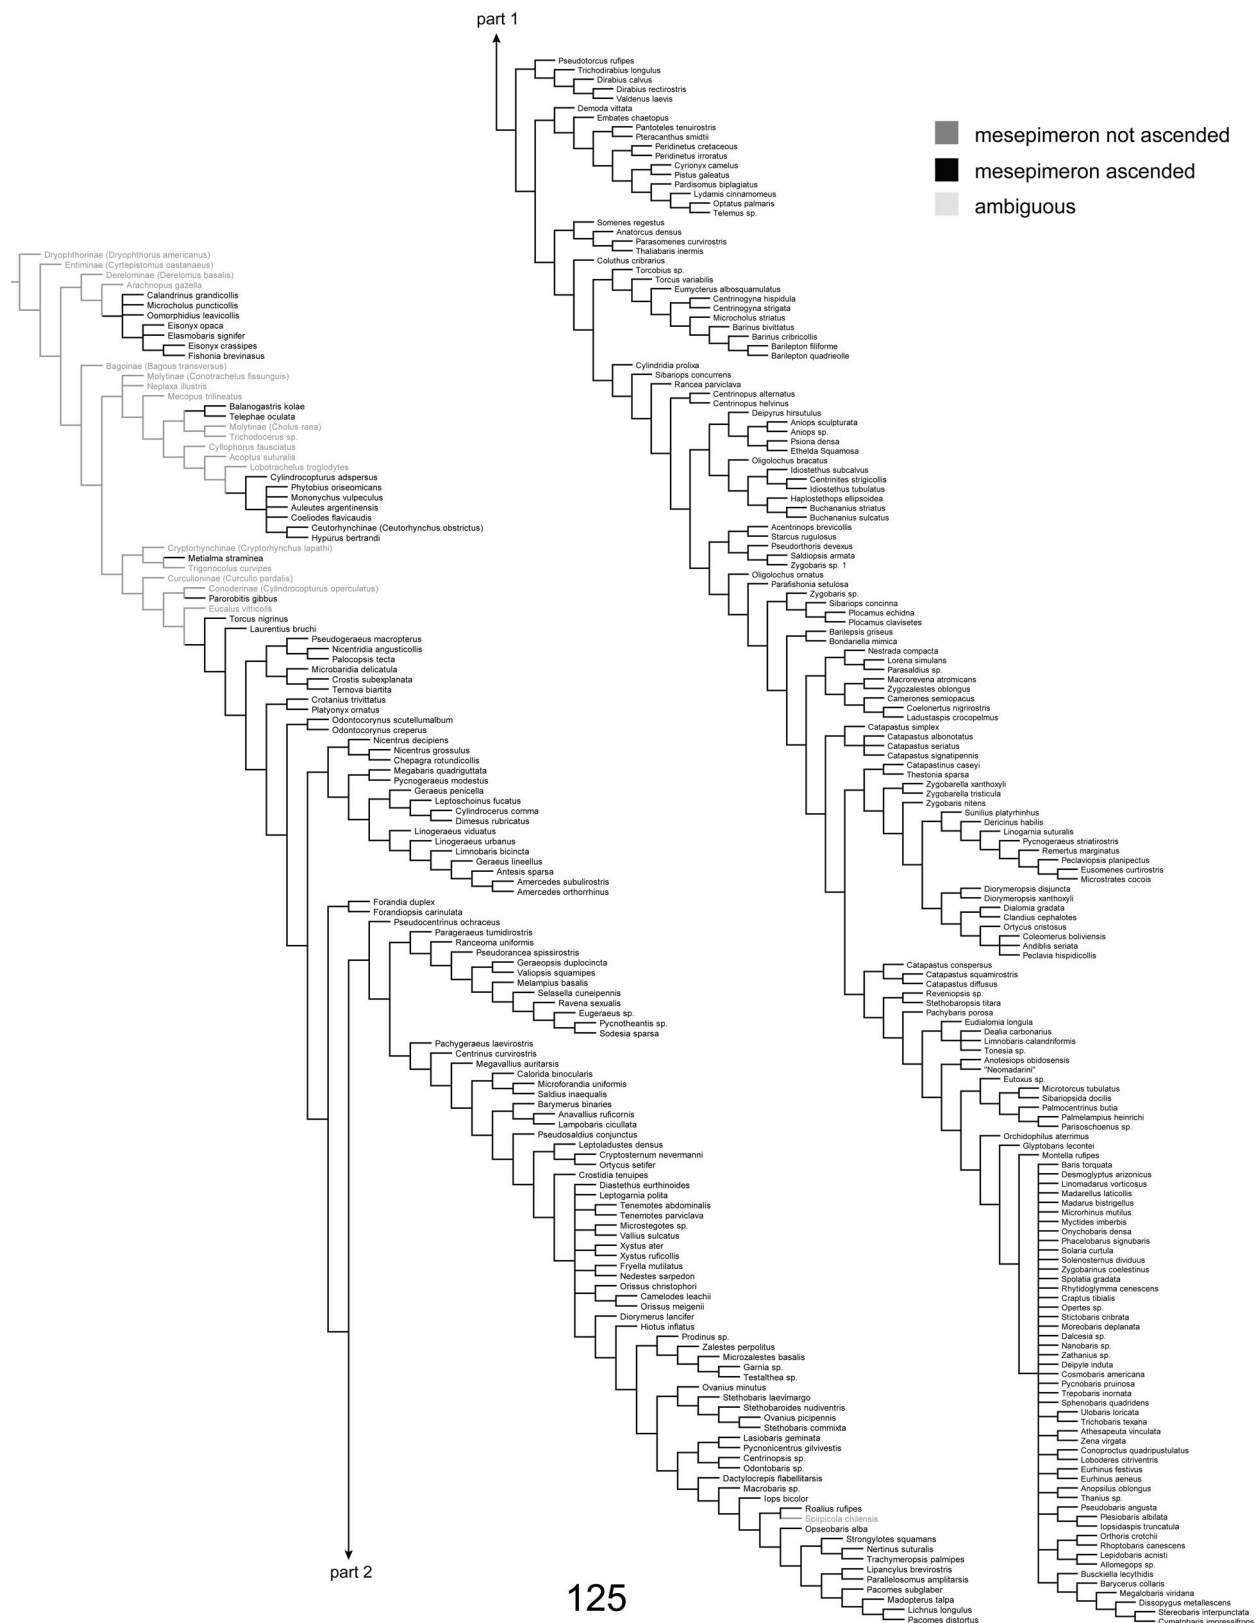 part 1
mesepimeron not ascended
mesepimeron ascended
ambiguous
Dryophthorinae (Dryophthorus americanus)
Entiminae (Cyrtepistomus castanaeus)
Derelominae (Derelomus basalis)
Arachnopus gazella
Calandrinus grandicollis
Microcholus puncticollis
Oomorphidius leavicollis
Eisonyx opaca
Elasmobaris signifer
Eisonyx crassipes
Fishonia brevinasus
Bagoinae (Bagous transversus)
Molytinae (Conotrachelus fissunguis)
Neplaxa illustris
Mecopus trilineatus
Balanogastris kolae
Telephae oculata
Molytinae (Cholus rana)
Trichodocerus sp.
Cyllophorus fausciatus
Acoptus suturalis
Lobotrachelus troglodytes
Cylindrocopturus adspersus
Phytobius oriseomicans
Mononychus vulpeculus
Auleutes argentinensis
Coeliodes flavicaudis
Ceutorhynchinae (Ceutorhynchus obstrictus)
Hypurus bertrandi
Cryptorhynchinae (Cryptorhynchus lapathi)
Metialma straminea
Trigonocolus curvipes
Curculioninae (Curculio pardalis)
Conoderinae (Cylindrocopturus operculatus)
Parorobitis gibbus
Eucalus vitticolis
Torcus nigrinus
Laurentius bruchi
Pseudogeraeus macropterus
Nicentridia angusticollis
Palocopsis tecta
Microbaridia delicatula
Crostis subexplanata
Ternova biartita
Crotanius trivittatus
Platyonyx ornatus
Odontocorynus scutellumalbum
Odontocorynus creperus
Nicentrus decipiens
Nicentrus grossulus
Chepagra rotundicollis
Megabaris quadriguttata
Pycnogeraeus modestus
Geraeus penicella
Leptoschoinus fucatus
Cylindrocerus comma
Dimesus rubricatus
Linogeraeus viduatus
Linogeraeus urbanus
Limnobaris bicincta
Geraeus lineellus
Antesis sparsa
Amercedes subulirostris
Amercedes orthorrhinus
Forandia duplex
Forandiopsis carinulata
Pseudocentrinus ochraceus
Parageraeus tumidirostris
Ranceoma uniformis
Pseudorancea spissirostris
Geraeopsis duplocincta
Valiopsis squamipes
Melampius basalis
Selasella cuneipennis
Ravena sexualis
Eugeraeus sp.
Pycnotheantis sp.
Sodesia sparsa
Pachygeraeus laevirostris
Centrinus curvirostris
Megavallius auritarsis
Calorida binocularis
Microforandia uniformis
Saldius inaequalis
Barymerus binaries
Anavallius ruficornis
Lampobaris cicullata
Pseudosaldius conjunctus
Leptoladustes densus
Cryptosternum nevermanni
Ortycus setifer
Crostidia tenuipes
Diastethus eurthinoides
Leptogarnia polita
Tenemotes abdominalis
Tenemotes parviclava
Microstegotes sp.
Vallius sulcatus
Xystus ater
Xystus ruficollis
Fryella mutilatus
Nedestes sarpedon
Orissus christophori
Camelodes leachii
Orissus meigenii
Diorymerus lancifer
Hiotus inflatus
Prodinus sp.
Zalestes perpolitus
Microzalestes basalis
Garnia sp.
Testalthea sp.
Ovanius minutus
Stethobaris laevimargo
Stethobaroides nudiventris
Ovanius picipennis
Stethobaris commixta
Lasiobaris geminata
Pycnonicentrus gilvivestis
Centrinopsis sp.
Odontobaris sp.
Dactylocrepis flabellitarsis
Macrobaris sp.
Iops bicolor
Roalius rufipes
Scirpicola chilensis
Opseobaris alba
Strongylotes squamans
Nertinus suturalis
Trachymeropsis palmipes
Lipancylus brevirostris
Parallelosomus amplitarsis
Pacomes subglaber
Madopterus talpa
Lichnus longulus
Pacomes distortus
part 2
Pseudotorcus rufipes
Trichodirabius longulus
Dirabius calvus
Dirabius rectirostris
Valdenus laevis
Demoda vittata
Embates chaetopus
Pantoteles tenuirostris
Pteracanthus smidtii
Peridinetus cretaceous
Peridinetus irroratus
Cyrionyx camelus
Pistus galeatus
Pardisomus biplagiatus
Lydamis cinnamomeus
Optatus palmaris
Telemus sp.
Somenes regestus
Anatorcus densus
Parasomenes curvirostris
Thaliabaris inermis
Coluthus cribrarius
Torcobius sp.
Torcus variabilis
Eumycterus albosquamulatus
Centrinogyna hispidula
Centrinogyna strigata
Microcholus striatus
Barinus bivittatus
Barinus cribricollis
Barilepton filiforme
Barilepton quadrieolle
Cylindridia prolixa
Sibariops concurrens
Rancea parviclava
Centrinopus alternatus
Centrinopus helvinus
Deipyrus hirsutulus
Aniops sculpturata
Aniops sp.
Psiona densa
Ethelda Squamosa
Oligolochus bracatus
Idiostethus subcalvus
Centrinites strigicollis
Idiostethus tubulatus
Haplostethops ellipsoidea
Buchananius striatus
Buchananius sulcatus
Acentrinops brevicollis
Starcus rugulosus
Pseudorthoris devexus
Saldiopsis armata
Zygobaris sp. 1
Oligolochus ornatus
Parafishonia setulosa
Zygobaris sp.
Sibariops concinna
Plocamus echidna
Plocamus clavisetes
Barilepsis griseus
Bondariella mimica
Nestrada compacta
Lorena simulans
Parasaldius sp.
Macrorevena atromicans
Zygozalestes oblongus
Camerones semiopacus
Coelonertus nigrirostris
Ladustaspis crocopelmus
Catapastus simplex
Catapastus albonotatus
Catapastus seriatus
Catapastus signatipennis
Catapastinus caseyi
Thestonia sparsa
Zygobarella xanthoxyli
Zygobarella tristicula
Zygobaris nitens
Sunilius platyrhinhus
Dericinus habilis
Linogarnia suturalis
Pycnogeraeus striatirostris
Remertus marginatus
Peclaviopsis planipectus
Eusomenes curtirostris
Microstrates cocois
Diorymeropsis disjuncta
Diorymeropsis xanthoxyli
Dialomia gradata
Clandius cephalotes
Ortycus cristosus
Coleomerus boliviensis
Andiblis seriata
Peclavia hispidicollis
Catapastus conspersus
Catapastus squamirostris
Catapastus diffusus
Reveniopsis sp.
Stethobaropsis titara
Pachybaris porosa
Eudialomia longula
Dealia carbonarius
Limnobaris calandriformis
Tonesia sp.
Anotesiops obidosensis
"Neomadarini"
Eutoxus sp.
Microtorcus tubulatus
Sibariopsida docilis
Palmocentrinus butia
Palmelampius heinrichi
Parisoschoenus sp.
Orchidophilus aterrimus
Glyptobaris lecontei
Montella rufipes
Baris torquata
Desmoglyptus arizonicus
Linomadarus vorticosus
Madarellus laticollis
Madarus bistrigellus
Microrhinus mutilus
Myctides imberbis
Onychobaris densa
Phacelobarus signubaris
Solaria curtula
Solenosternus dividuus
Zygobarinus coelestinus
Spolatia gradata
Rhytidoglymma cenescens
Craptus tibialis
Opertes sp.
Stictobaris cribrata
Moreobaris deplanata
Dalcesia sp.
Nanobaris sp.
Zathanius sp.
Deipyle induta
Cosmobaris americana
Pycnobaris pruinosa
Trepobaris inornata
Sphenobaris quadridens
Ulobaris loricata
Trichobaris texana
Athesapeuta vinculata
Zena virgata
Conoproctus quadripustulatus
Loboderes citriventris
Eurhinus festivus
Eurhinus aeneus
Anopsilus oblongus
Thanius sp.
Pseudobaris angusta
Plesiobaris albilata
Iopsidaspis truncatula
Orthoris crotchii
Rhoptobaris canescens
Lepidobaris acnisti
Allomegops sp.
Busckiella lecythidis
Barycerus collaris
Megalobaris viridana
Dissopygus metallescens
Stereobaris interpunctata
Cymatobaris impressifrons
125